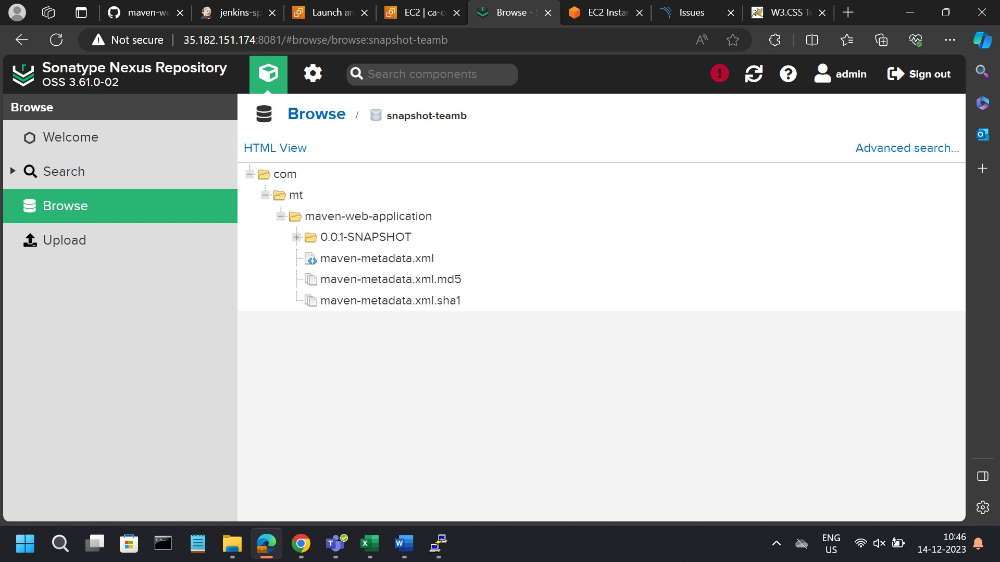 maven-we
jenkins-sp
Launch an
EC2 | ca-c
Browse - S
EC2 Instan
Issues
W3.CSS Te
Not secure
35.182.151.174:8081/#browse/browse:snapshot-teamb
Sonatype Nexus Repository
OSS 3.61.0-02
Search components
admin
Sign out
Browse
Welcome
Search
Browse
Upload
Browse / snapshot-teamb
HTML View
Advanced search...
com
mt
maven-web-application
0.0.1-SNAPSHOT
maven-metadata.xml
maven-metadata.xml.md5
maven-metadata.xml.sha1
ENG
US
10:46
14-12-2023